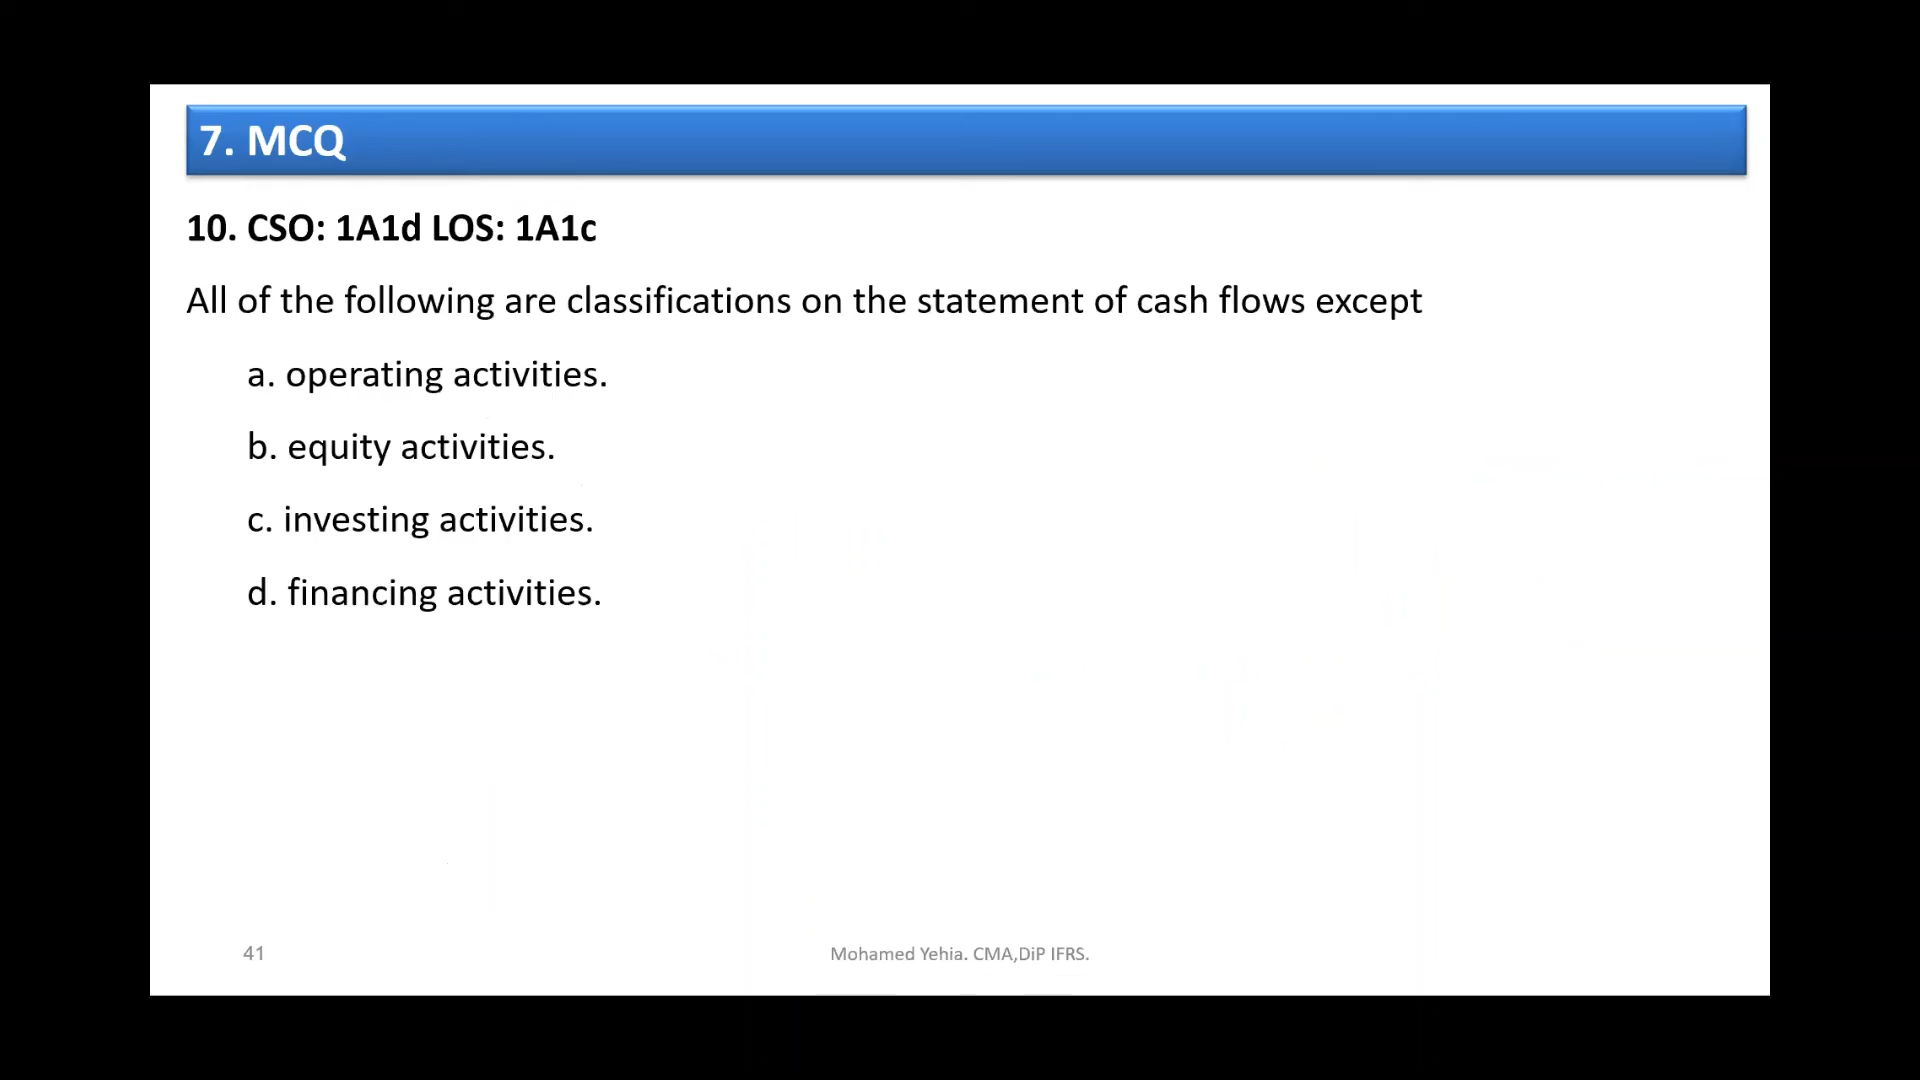 7. MCQ
10. CSO: 1A1d LOS: 1A1c
All of the following are classifications on the statement of cash flows except
a. operating activities.
b. equity activities.
c. investing activities.
d. financing activities.
41
Mohamed Yehia. CMA,DiP IFRS.